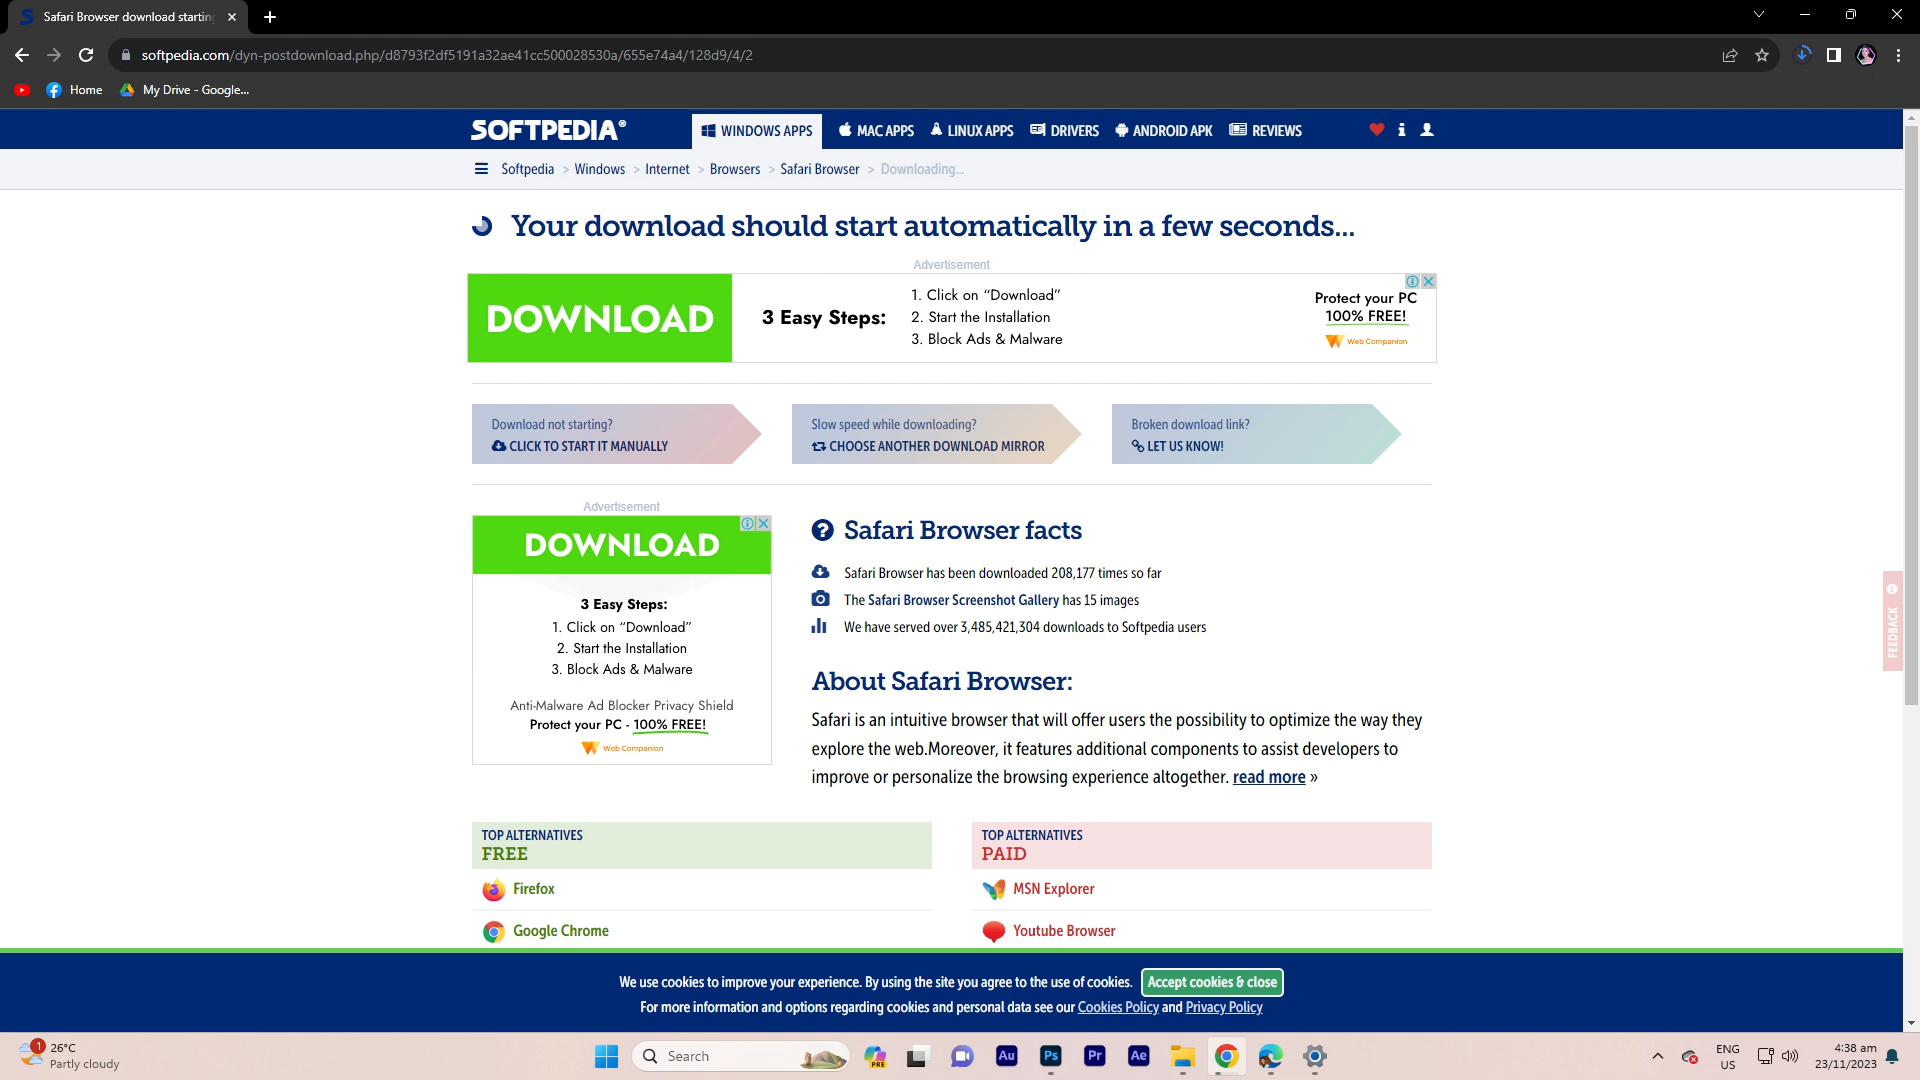 Safari Browser download startin
softpedia.com/dyn-postdownload.php/d8793f2df5191a32ae41cc500028530a/655e74a4/128d9/4/2
Home My Drive - Google...
SOFTPEDIA® WINDOWS APPS MAC APPS LINUX APPS DRIVERS ANDROID APK REVIEWS
Softpedia > Windows > Internet > Browsers > Safari Browser > Downloading...
Your download should start automatically in a few seconds...
Advertisement
DOWNLOAD
3 Easy Steps:
1. Click on “Download”
2. Start the Installation
3. Block Ads & Malware
Protect your PC
100% FREE!
Web Companion
Download not starting?
CLICK TO START IT MANUALLY
Slow speed while downloading?
CHOOSE ANOTHER DOWNLOAD MIRROR
Broken download link?
LET US KNOW!
Advertisement
DOWNLOAD
3 Easy Steps:
1. Click on “Download”
2. Start the Installation
3. Block Ads & Malware
Anti-Malware Ad Blocker Privacy Shield
Protect your PC - 100% FREE!
Web Companion
Safari Browser facts
Safari Browser has been downloaded 208,177 times so far
The Safari Browser Screenshot Gallery has 15 images
We have served over 3,485,421,304 downloads to Softpedia users
About Safari Browser:
Safari is an intuitive browser that will offer users the possibility to optimize the way they
explore the web.Moreover, it features additional components to assist developers to
improve or personalize the browsing experience altogether. read more »
FEEDBACK
TOP ALTERNATIVES
FREE
Firefox
Google Chrome
TOP ALTERNATIVES
PAID
MSN Explorer
Youtube Browser
We use cookies to improve your experience. By using the site you agree to the use of cookies. Accept cookies & close
For more information and options regarding cookies and personal data see our Cookies Policy and Privacy Policy
1
26°C
Partly cloudy
Search
PRE
Au
Ps
Pr
Ae
ENG
US
4:38 am
23/11/2023